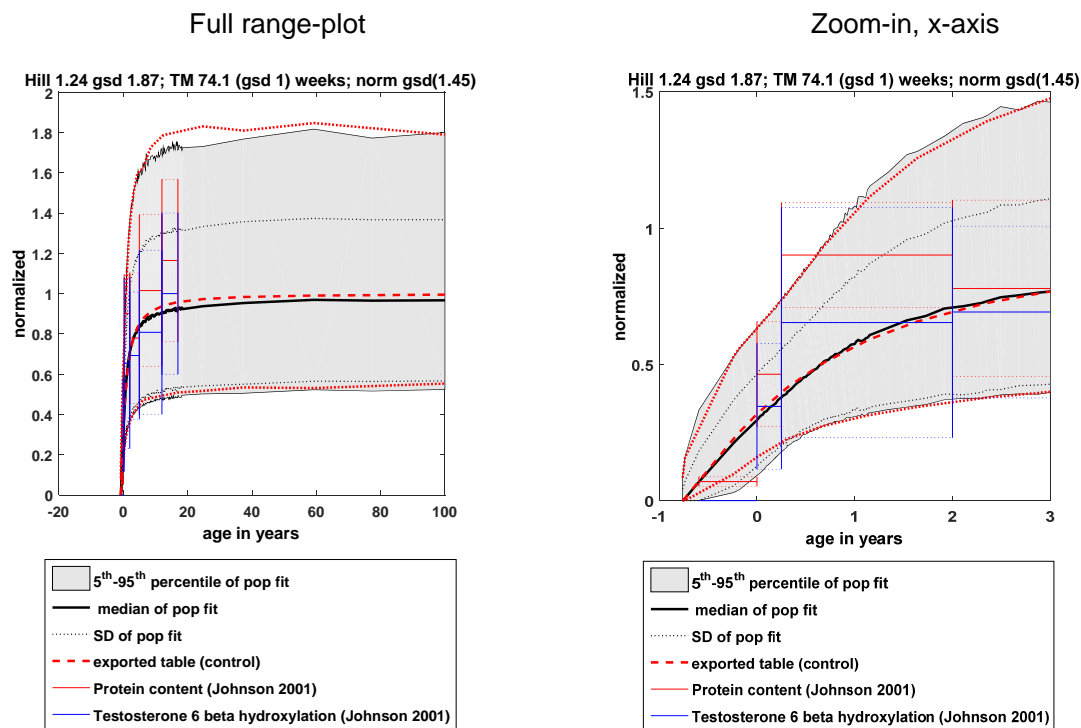 Full range-plot
Hill 1.24 gsd 1.87; TM 74.1 (gsd 1) weeks; norm gsd(1.45)
2
1.8
1.6
1.4
1.2
1
0.8
0.6
0.4
0.2
0
normalized
-20 0 20 40 60 80 100
age in years
5th-95th percentile of pop fit
median of pop fit
SD of pop fit
exported table (control)
Protein content (Johnson 2001)
Testosterone 6 beta hydroxylation (Johnson 2001)
Zoom-in, x-axis
Hill 1.24 gsd 1.87; TM 74.1 (gsd 1) weeks; norm gsd(1.45)
1.5
1
0.5
0
normalized
-1 0 1 2 3
age in years
5th-95th percentile of pop fit
median of pop fit
SD of pop fit
exported table (control)
Protein content (Johnson 2001)
Testosterone 6 beta hydroxylation (Johnson 2001)